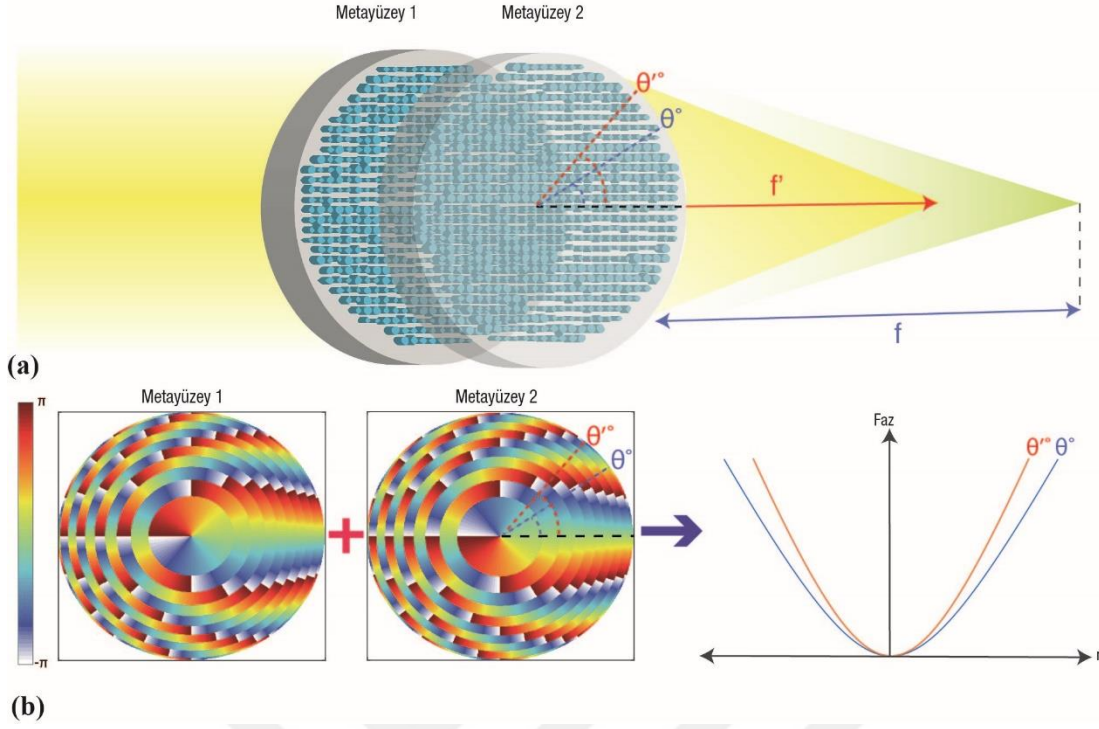 Metayüzey 1
Metayüzey 2
θ'°
θ°
f'
f
(a)
Metayüzey 1
Metayüzey 2
π
-π
θ'°
θ°
+
Faz
θ'° θ°
r
(b)